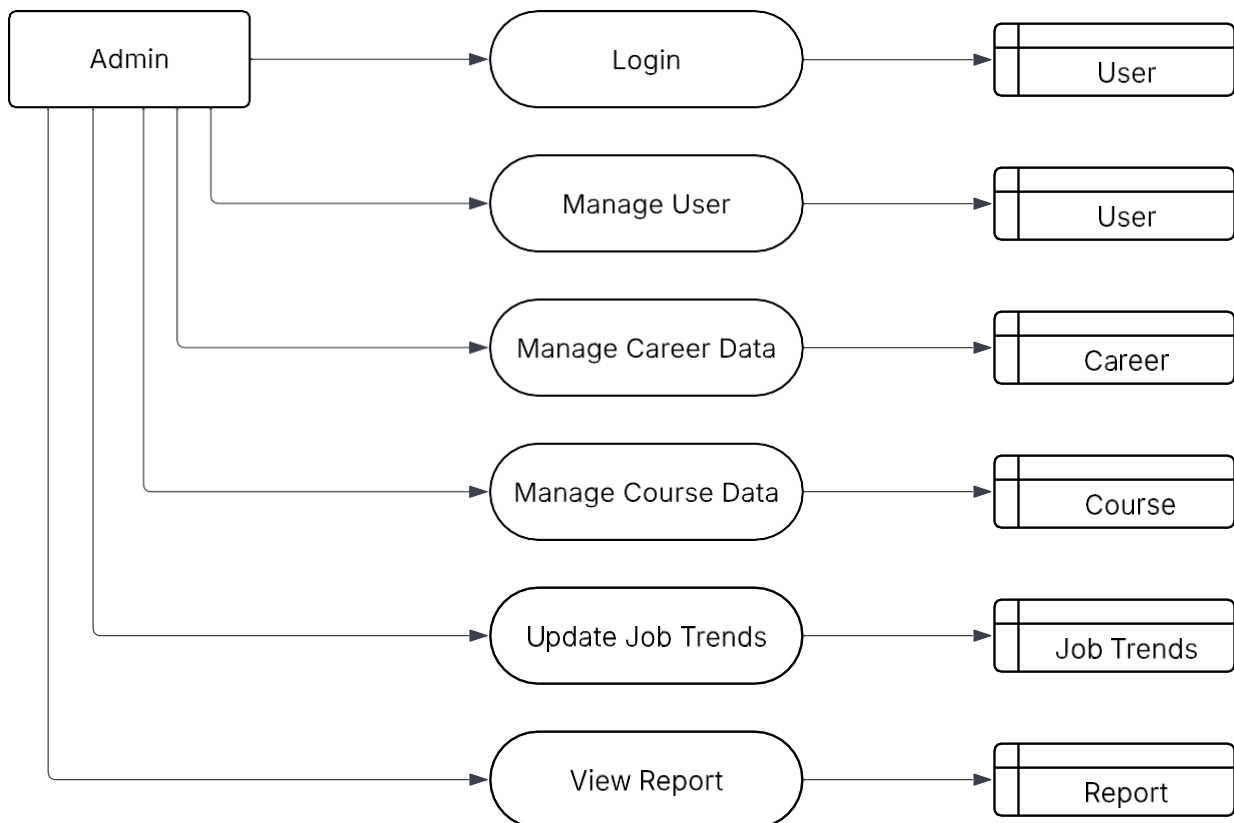 Admin
Login
User
Manage User
User
Manage Career Data
Career
Manage Course Data
Course
Update Job Trends
Job Trends
View Report
Report